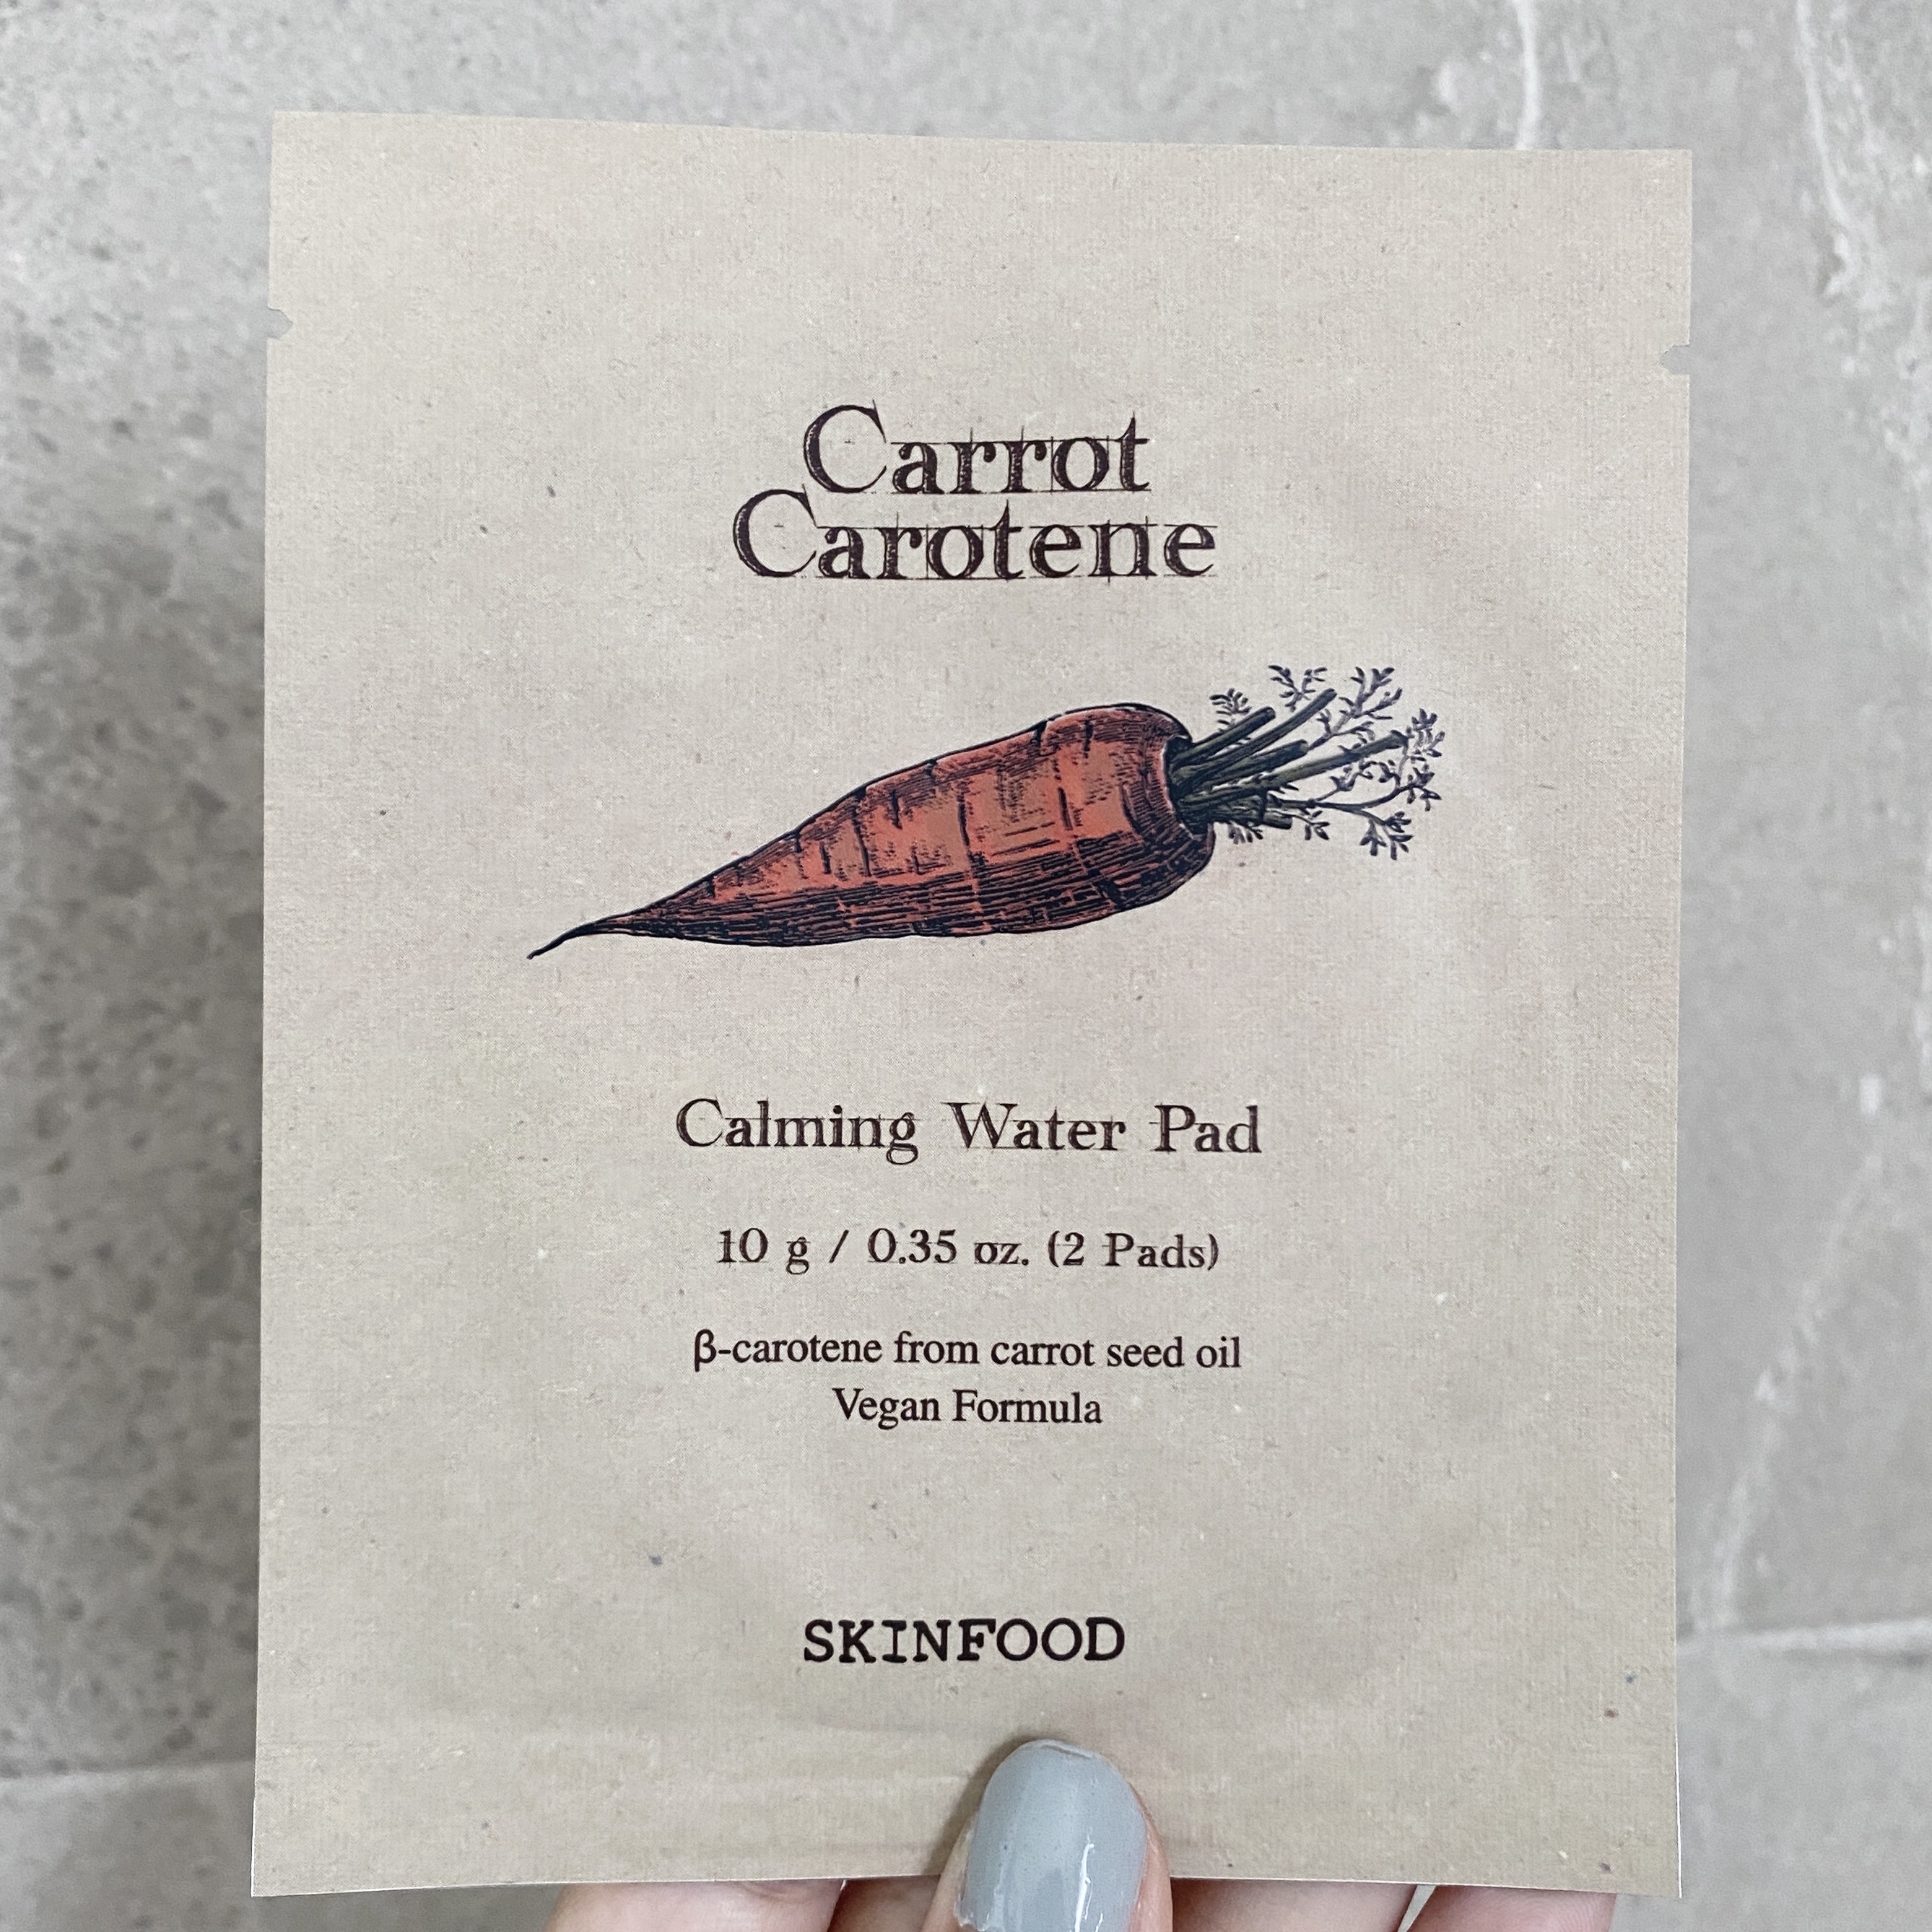 Carrot
Carotene
Calming Water Pad
10 g / 0.35 oz. (2 Pads)
β-carotene from carrot seed oil
Vegan Formula
SKINFOOD